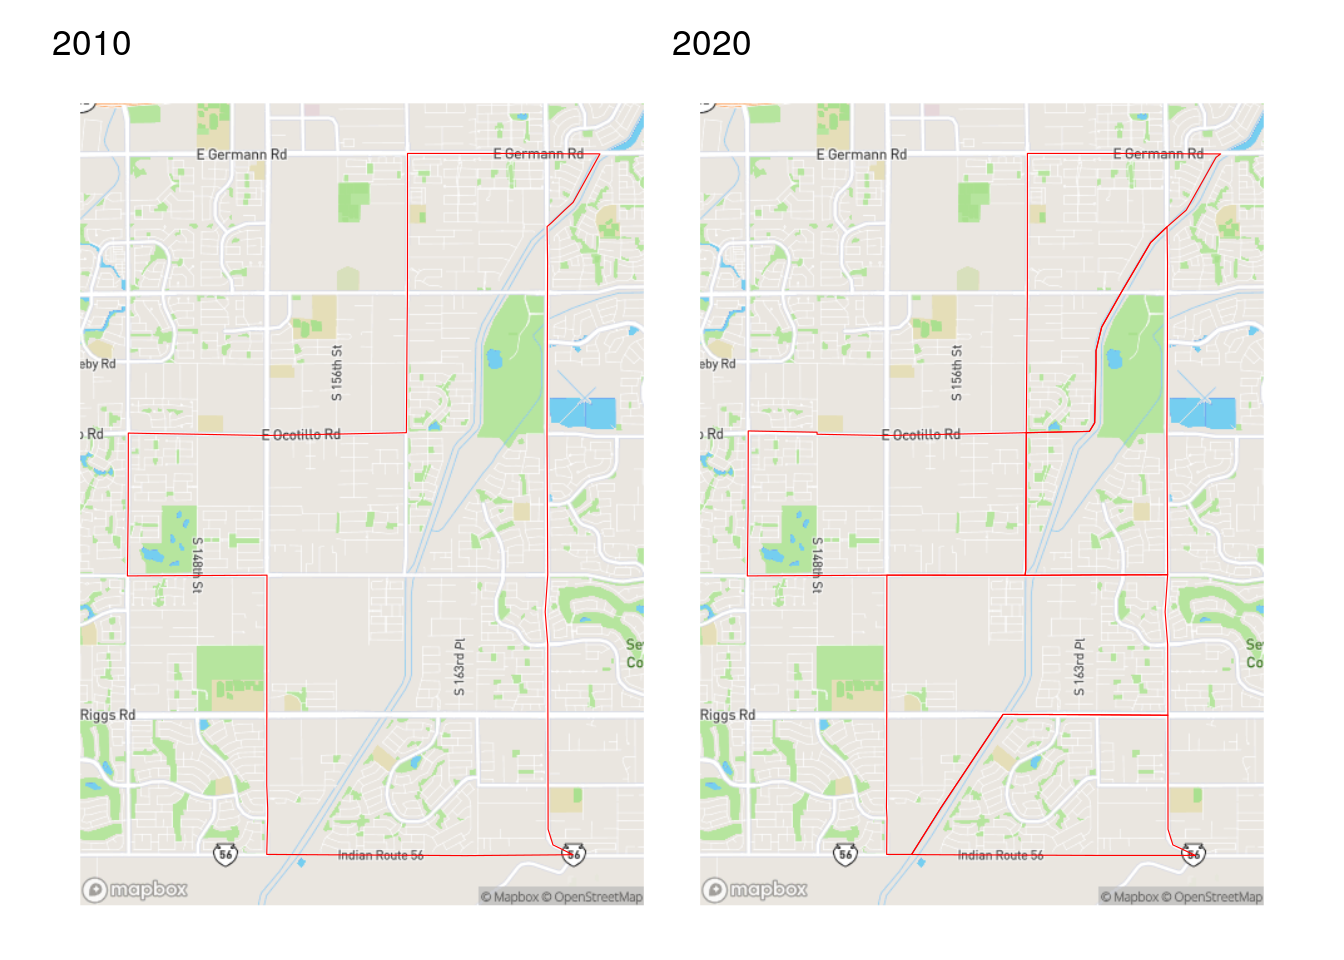 2010
2020
E Germann Rd
E Germann Rd
S 156th St
eby Rd
o Rd
E Ocotillo Rd
S 148th St
S 163rd Pl
Sev
Co
Riggs Rd
56
Indian Route 56
56
mapbox
© Mapbox © OpenStreetMap
E Germann Rd
E Germann Rd
S 156th St
eby Rd
o Rd
E Ocotillo Rd
S 148th St
S 163rd Pl
Se
Co
Riggs Rd
56
Indian Route 56
56
mapbox
© Mapbox © OpenStreetMap